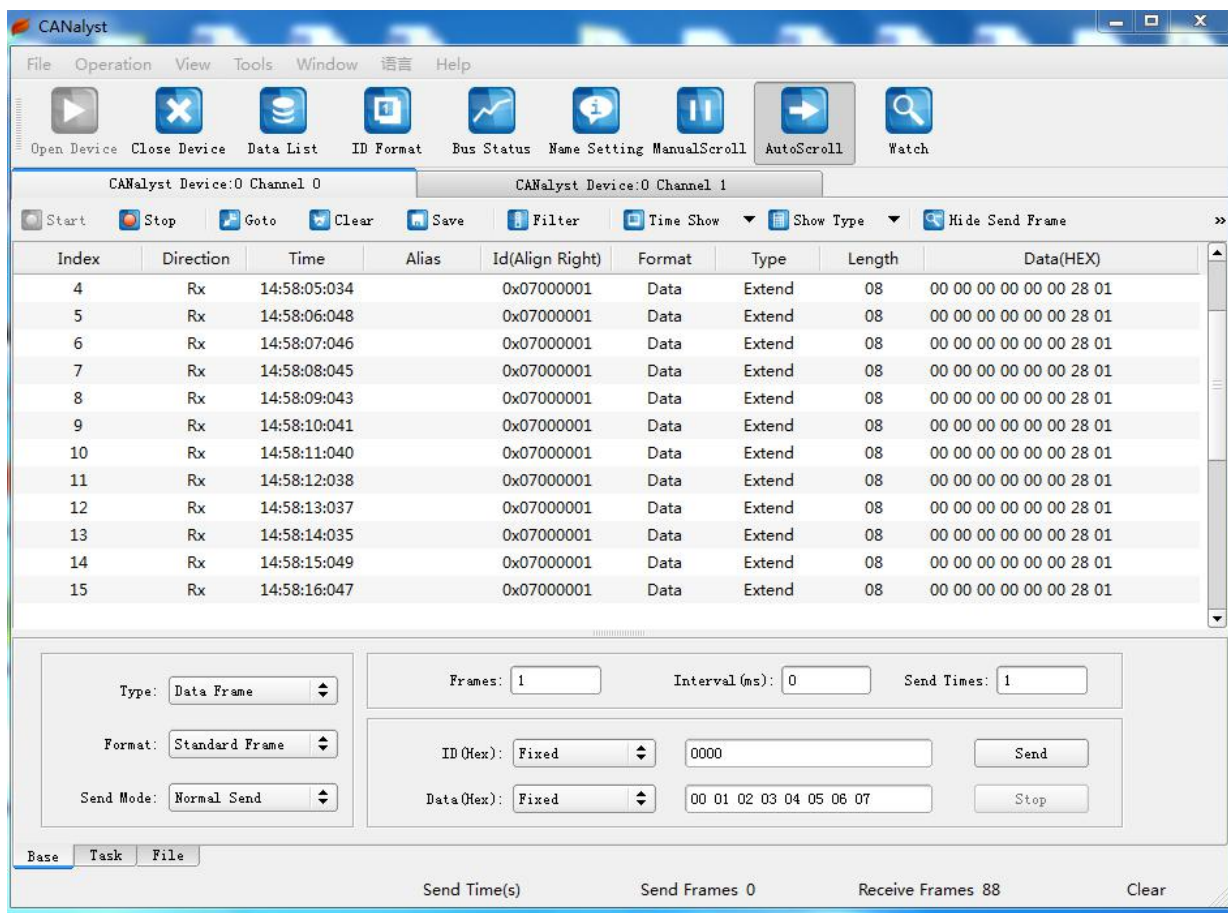 CANalyst
File Operation View Tools Window 语言 Help
Open Device Close Device Data List ID Format Bus Status Name Setting ManualScroll AutoScroll Watch
CANalyst Device:0 Channel 0 CANalyst Device:0 Channel 1
Start Stop Goto Clear Save Filter Time Show Show Type Hide Send Frame »
Index Direction Time Alias Id(Align Right) Format Type Length Data(HEX)
4 Rx 14:58:05:034 0x07000001 Data Extend 08 00 00 00 00 00 00 28 01
5 Rx 14:58:06:048 0x07000001 Data Extend 08 00 00 00 00 00 00 28 01
6 Rx 14:58:07:046 0x07000001 Data Extend 08 00 00 00 00 00 00 28 01
7 Rx 14:58:08:045 0x07000001 Data Extend 08 00 00 00 00 00 00 28 01
8 Rx 14:58:09:043 0x07000001 Data Extend 08 00 00 00 00 00 00 28 01
9 Rx 14:58:10:041 0x07000001 Data Extend 08 00 00 00 00 00 00 28 01
10 Rx 14:58:11:040 0x07000001 Data Extend 08 00 00 00 00 00 00 28 01
11 Rx 14:58:12:038 0x07000001 Data Extend 08 00 00 00 00 00 00 28 01
12 Rx 14:58:13:037 0x07000001 Data Extend 08 00 00 00 00 00 00 28 01
13 Rx 14:58:14:035 0x07000001 Data Extend 08 00 00 00 00 00 00 28 01
14 Rx 14:58:15:049 0x07000001 Data Extend 08 00 00 00 00 00 00 28 01
15 Rx 14:58:16:047 0x07000001 Data Extend 08 00 00 00 00 00 00 28 01
Type: Data Frame Frames: 1 Interval(ms): 0 Send Times: 1
Format: Standard Frame ID(Hex): Fixed 0000 Send
Send Mode: Normal Send Data(Hex): Fixed 00 01 02 03 04 05 06 07 Stop
Base Task File
Send Time(s) Send Frames 0 Receive Frames 88 Clear